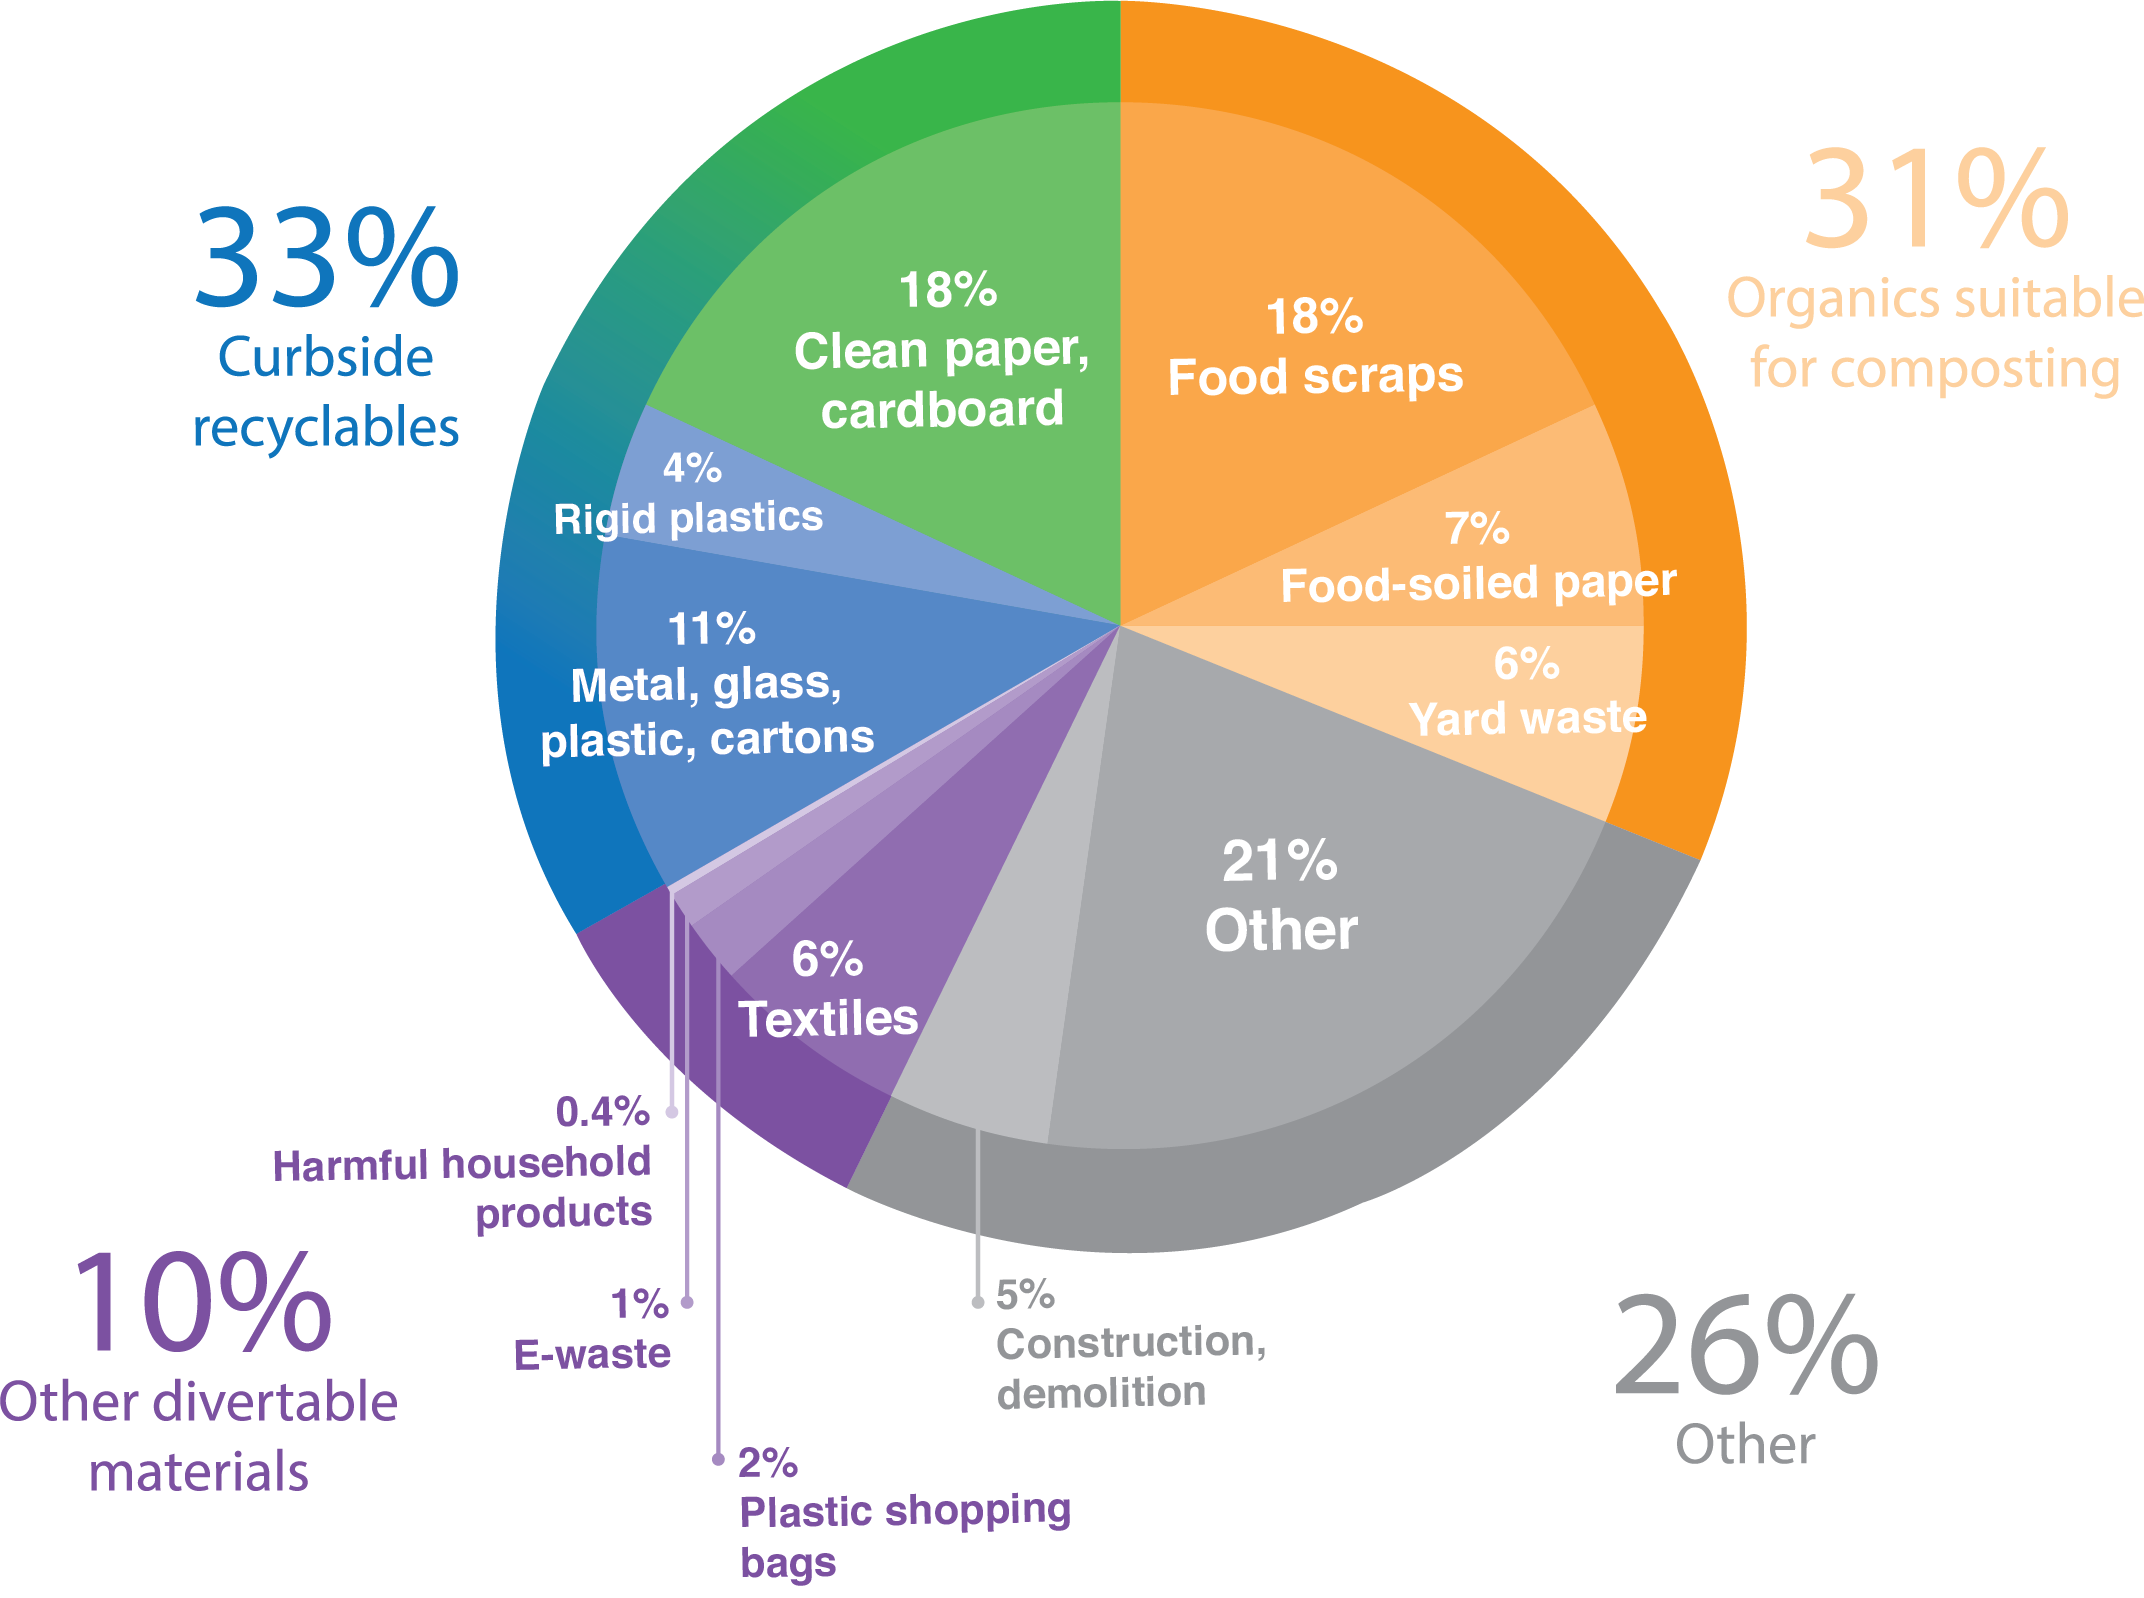 33%
Curbside
recyclables
31%
Organics suitable
for composting
18%
Clean paper,
cardboard
18%
Food scraps
4%
Rigid plastics
7%
Food-soiled paper
11%
Metal, glass,
plastic, cartons
6%
Yard waste
21%
Other
6%
Textiles
0.4%
Harmful household
products
1%
E-waste
2%
Plastic shopping
bags
5%
Construction,
demolition
10%
Other divertable
materials
26%
Other